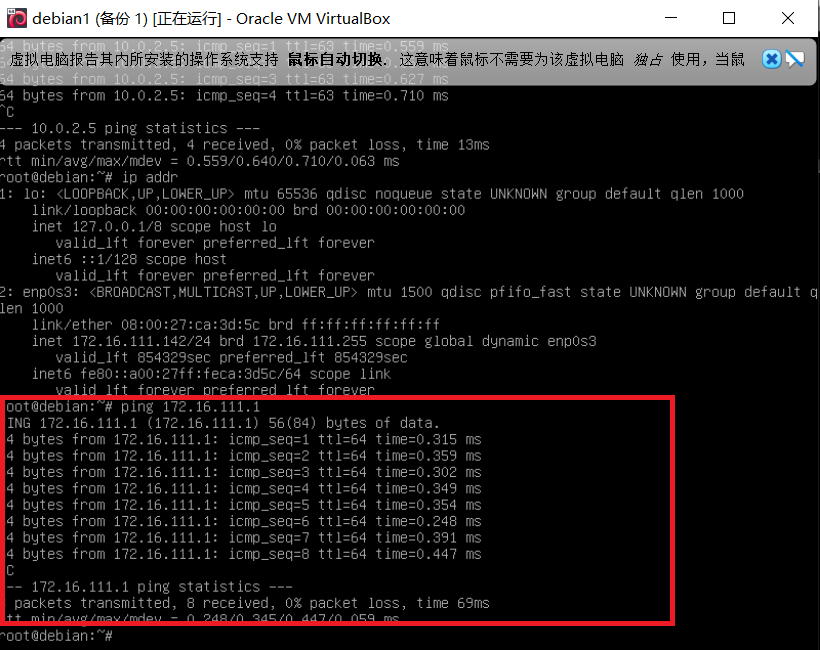 debian1 (备份 1) [正在运行] - Oracle VM VirtualBox
64 bytes from 10.0.2.5: icmp_seq=1 ttl=63 time=0.559 ms
虚拟电脑报告其内所安装的操作系统支持 鼠标自动切换. 这意味着鼠标不需要为该虚拟电脑 独占 使用，当鼠
64 bytes from 10.0.2.5: icmp_seq=3 ttl=63 time=0.627 ms
64 bytes from 10.0.2.5: icmp_seq=4 ttl=63 time=0.710 ms
^C
--- 10.0.2.5 ping statistics ---
4 packets transmitted, 4 received, 0% packet loss, time 13ms
rtt min/avg/max/mdev = 0.559/0.640/0.710/0.063 ms
root@debian:~# ip addr
1: lo: <LOOPBACK,UP,LOWER_UP> mtu 65536 qdisc noqueue state UNKNOWN group default qlen 1000
link/loopback 00:00:00:00:00:00 brd 00:00:00:00:00:00
inet 127.0.0.1/8 scope host lo
valid_lft forever preferred_lft forever
inet6 ::1/128 scope host
valid_lft forever preferred_lft forever
2: enp0s3: <BROADCAST,MULTICAST,UP,LOWER_UP> mtu 1500 qdisc pfifo_fast state UNKNOWN group default q
len 1000
link/ether 08:00:27:ca:3d:5c brd ff:ff:ff:ff:ff:ff
inet 172.16.111.142/24 brd 172.16.111.255 scope global dynamic enp0s3
valid_lft 854329sec preferred_lft 854329sec
inet6 fe80::a00:27ff:feca:3d5c/64 scope link
valid_lft forever preferred_lft forever
oot@debian:~# ping 172.16.111.1
ING 172.16.111.1 (172.16.111.1) 56(84) bytes of data.
4 bytes from 172.16.111.1: icmp_seq=1 ttl=64 time=0.315 ms
4 bytes from 172.16.111.1: icmp_seq=2 ttl=64 time=0.359 ms
4 bytes from 172.16.111.1: icmp_seq=3 ttl=64 time=0.302 ms
4 bytes from 172.16.111.1: icmp_seq=4 ttl=64 time=0.349 ms
4 bytes from 172.16.111.1: icmp_seq=5 ttl=64 time=0.354 ms
4 bytes from 172.16.111.1: icmp_seq=6 ttl=64 time=0.248 ms
4 bytes from 172.16.111.1: icmp_seq=7 ttl=64 time=0.391 ms
4 bytes from 172.16.111.1: icmp_seq=8 ttl=64 time=0.447 ms
C
-- 172.16.111.1 ping statistics ---
packets transmitted, 8 received, 0% packet loss, time 69ms
tt min/avg/max/mdev = 0.248/0.345/0.447/0.059 ms
root@debian:~#